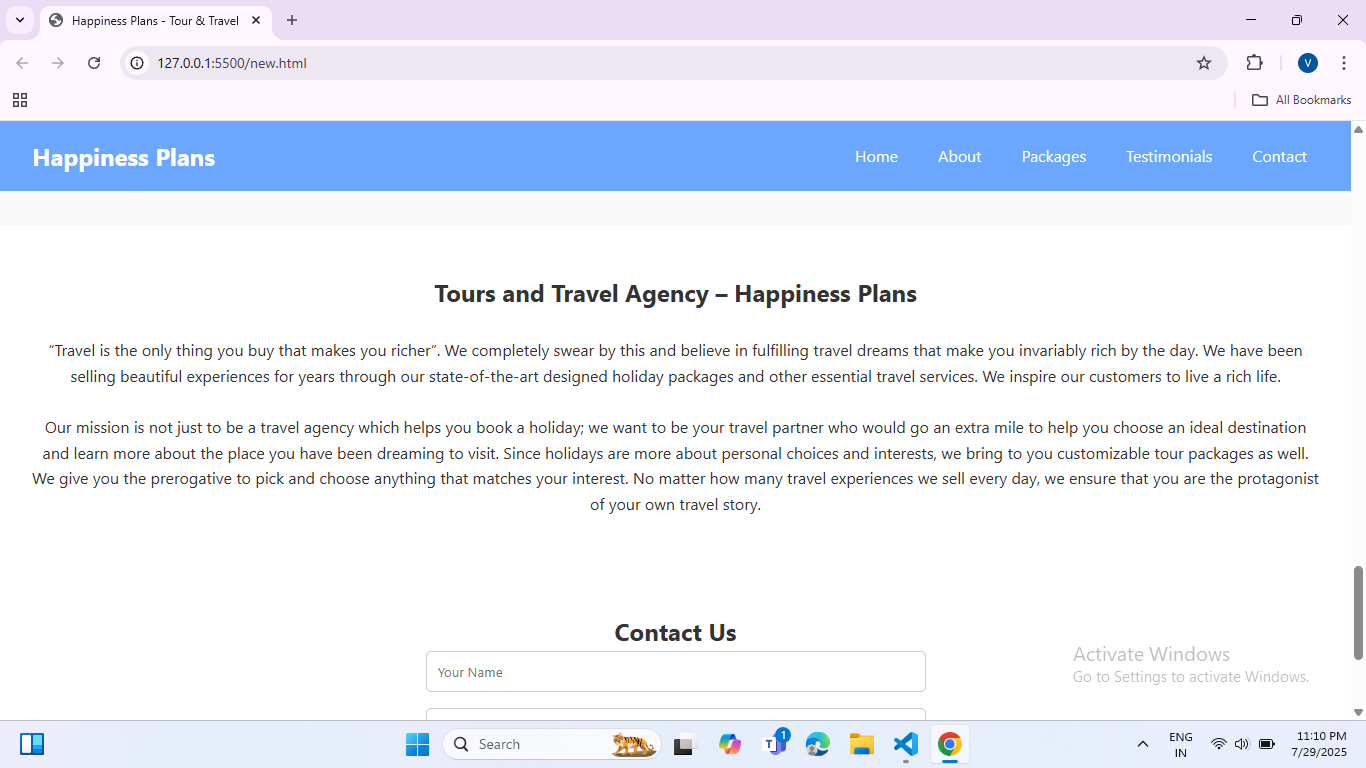 Happiness Plans - Tour & Travel
127.0.0.1:5500/new.html
V
All Bookmarks
Happiness Plans
Home About Packages Testimonials Contact
Tours and Travel Agency – Happiness Plans
“Travel is the only thing you buy that makes you richer”. We completely swear by this and believe in fulfilling travel dreams that make you invariably rich by the day. We have been
selling beautiful experiences for years through our state-of-the-art designed holiday packages and other essential travel services. We inspire our customers to live a rich life.
Our mission is not just to be a travel agency which helps you book a holiday; we want to be your travel partner who would go an extra mile to help you choose an ideal destination
and learn more about the place you have been dreaming to visit. Since holidays are more about personal choices and interests, we bring to you customizable tour packages as well.
We give you the prerogative to pick and choose anything that matches your interest. No matter how many travel experiences we sell every day, we ensure that you are the protagonist
of your own travel story.
Contact Us
Your Name
Activate Windows
Go to Settings to activate Windows.
Search
1
ENG
IN
11:10 PM
7/29/2025